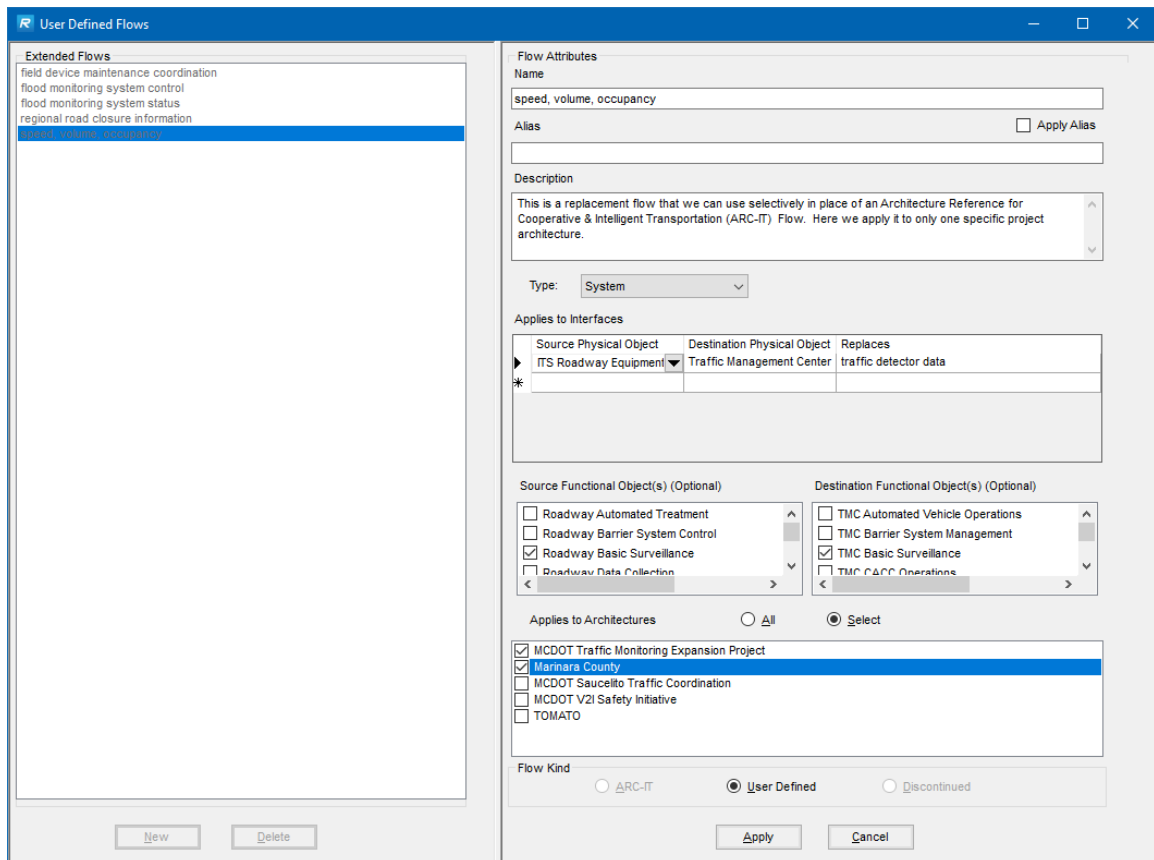 User Defined Flows
Extended Flows
field device maintenance coordination
flood monitoring system control
flood monitoring system status
regional road closure information
speed, volume, occupancy
New
Delete
Flow Attributes
Name
speed, volume, occupancy
Alias
Apply Alias
Description
This is a replacement flow that we can use selectively in place of an Architecture Reference for
Cooperative & Intelligent Transportation (ARC-IT) Flow. Here we apply it to only one specific project
architecture.
Type: System
Applies to Interfaces
Source Physical Object Destination Physical Object Replaces
ITS Roadway Equipment Traffic Management Center traffic detector data
Source Functional Object(s) (Optional)
Roadway Automated Treatment
Roadway Barrier System Control
Roadway Basic Surveillance
Roadway Data Collection
Destination Functional Object(s) (Optional)
TMC Automated Vehicle Operations
TMC Barrier System Management
TMC Basic Surveillance
TMC CACC Operations
Applies to Architectures All Select
MCDOT Traffic Monitoring Expansion Project
Marinara County
MCDOT Saucelito Traffic Coordination
MCDOT V2I Safety Initiative
TOMATO
Flow Kind
ARC-IT User Defined Discontinued
Apply Cancel